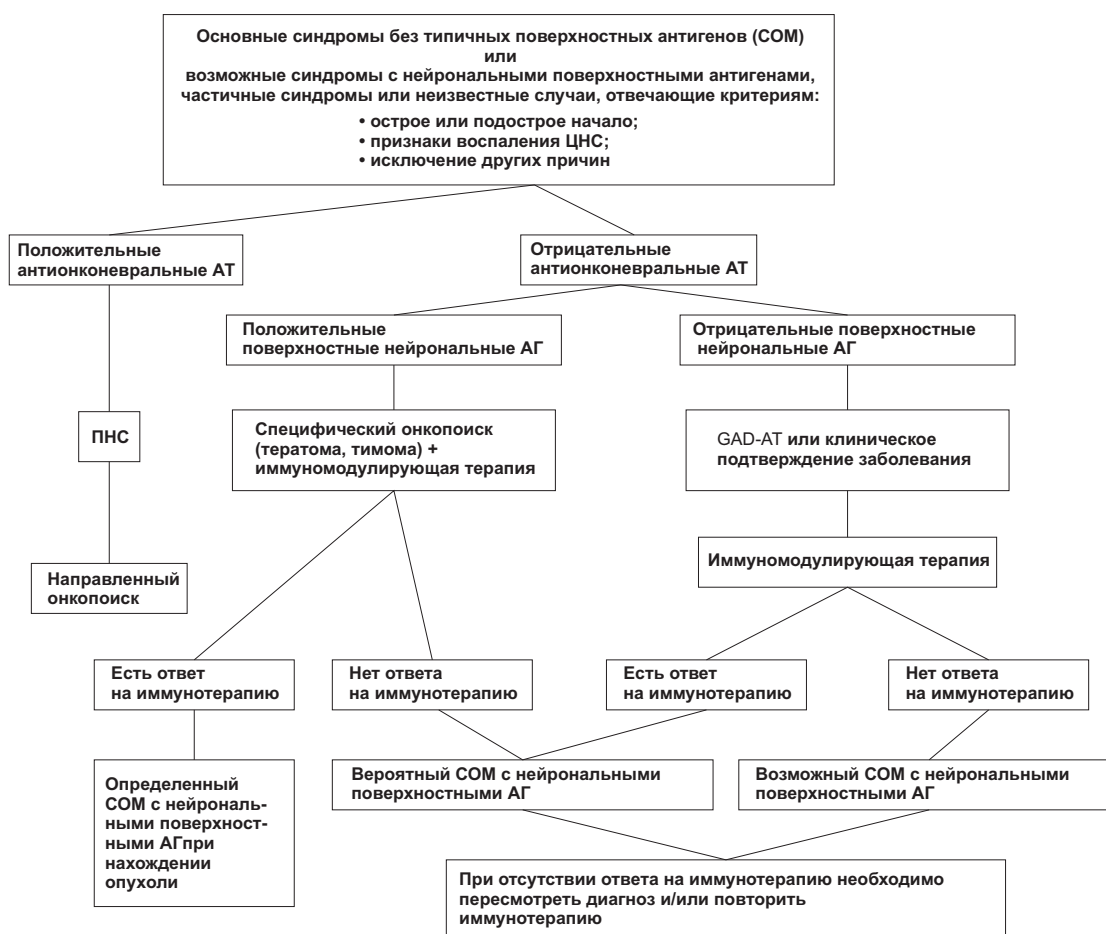 Основные синдромы без типичных поверхностных антигенов (СОМ)
или
возможные синдромы с нейрональными поверхностными антигенами,
частичные синдромы или неизвестные случаи, отвечающие критериям:
• острое или подострое начало;
• признаки воспаления ЦНС;
• исключение других причин
Положительные
антионконевральные АТ
Отрицательные
антионконевральные АТ
Положительные
поверхностные нейрональные АГ
Отрицательные поверхностные
нейрональные АГ
ПНС
Специфический онкопоиск
(тератома, тимома) +
иммуномодулирующая терапия
GAD-АТ или клиническое
подтверждение заболевания
Направленный
онкопоиск
Иммуномодулирующая терапия
Есть ответ
на иммунотерапию
Нет ответа
на иммунотерапию
Есть ответ
на иммунотерапию
Нет ответа
на иммунотерапию
Определенный
СОМ с нейрональ-
ными поверхност-
ными АГпри
нахождении
опухоли
Вероятный СОМ с нейрональными
поверхностными АГ
Возможный СОМ с нейрональными
поверхностными АГ
При отсутствии ответа на иммунотерапию необходимо
пересмотреть диагноз и/или повторить
иммунотерапию